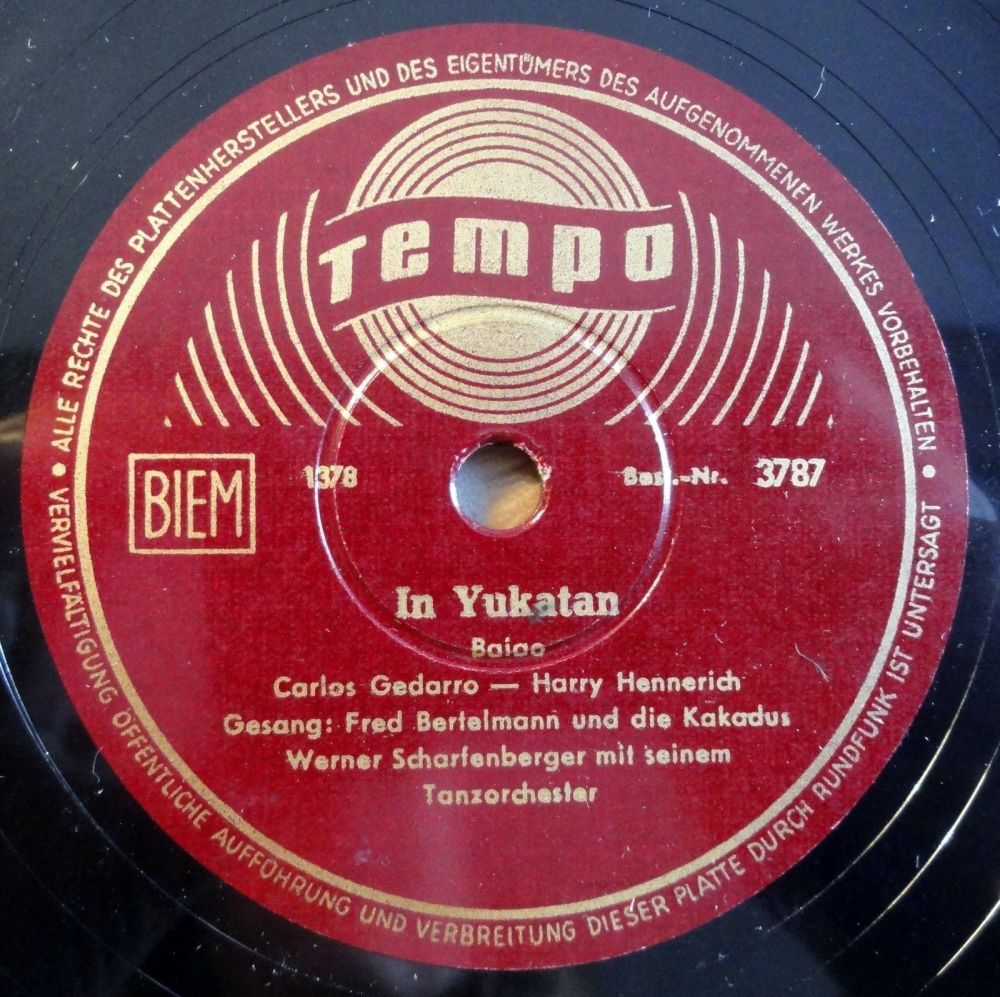 ALLE RECHTE DES PLATTENHERSTELLERS UND DES EIGENTÜMERS DES AUFGENOMMENEN WERKES VORBEHALTEN
• VERVIELFÄLTIGUNG ÖFFENTLICHE AUFFÜHRUNG UND VERBREITUNG DIESER PLATTE DURCH RUNDFUNK IST UNTERSAGT •
Tempo
BIEM
1378
Best.-Nr. 3787
In Yukatan
Baiao
Carlos Gedarro — Harry Hennerich
Gesang: Fred Bertelmann und die Kakadus
Werner Scharfenberger mit seinem
Tanzorchester